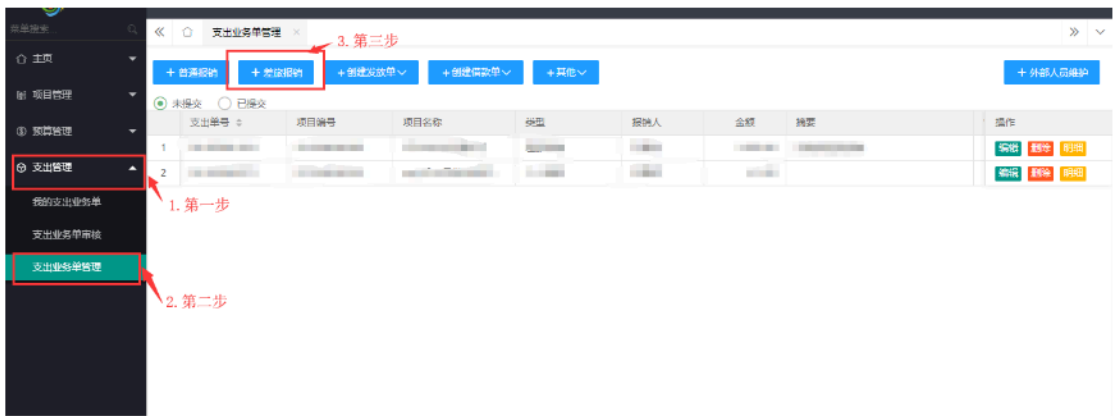 菜单搜索...
主页
项目管理
预算管理
支出管理
我的支出业务单
支出业务单审核
支出业务单管理
支出业务单管理 ×
3. 第三步
+ 普通报销 + 差旅报销 +创建发放单 +创建借款单 +其他 + 外部人员维护
未提交 已提交
支出单号 项目编号 项目名称 类型 报销人 金额 摘要 操作
1 编辑 删除 明细
2 编辑 删除 明细
1. 第一步
2. 第二步